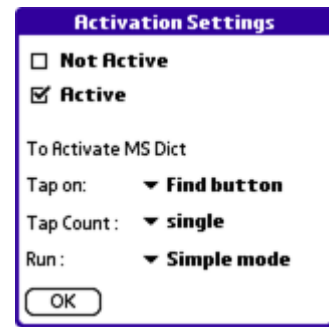 Activation Settings
Not Active
Active
To Activate MS Dict
Tap on: Find button
Tap Count : single
Run : Simple mode
OK